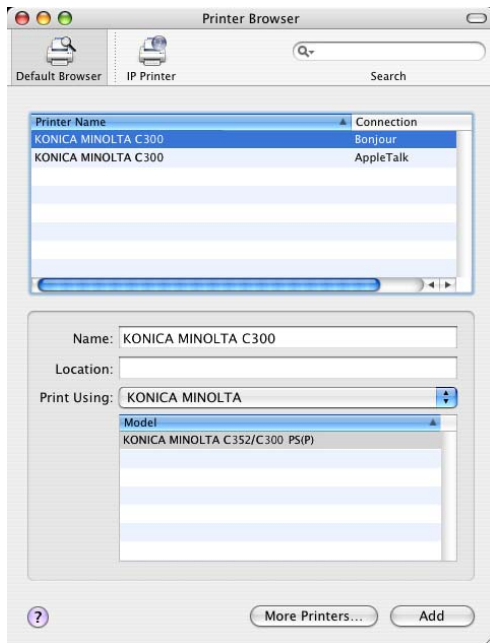 Printer Browser
Default Browser
IP Printer
Search
Printer Name Connection
KONICA MINOLTA C300 Bonjour
KONICA MINOLTA C300 AppleTalk
Name: KONICA MINOLTA C300
Location:
Print Using: KONICA MINOLTA
Model
KONICA MINOLTA C352/C300 PS(P)
? More Printers... Add